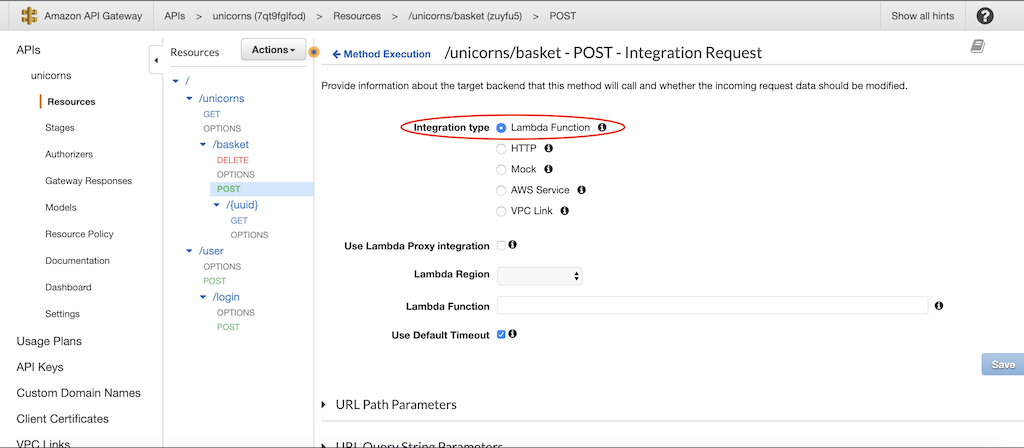 Amazon API Gateway
APIs > unicorns (7qt9fglfod) > Resources > /unicorns/basket (zuyfu5) > POST
Show all hints
?
APIs
unicorns
Resources
Stages
Authorizers
Gateway Responses
Models
Resource Policy
Documentation
Dashboard
Settings
Usage Plans
API Keys
Custom Domain Names
Client Certificates
VPC Links
Resources
Actions
/
/unicorns
GET
OPTIONS
/basket
DELETE
OPTIONS
POST
/{uuid}
GET
OPTIONS
/user
OPTIONS
POST
/login
OPTIONS
POST
Method Execution /unicorns/basket - POST - Integration Request
Provide information about the target backend that this method will call and whether the incoming request data should be modified.
Integration type Lambda Function
HTTP
Mock
AWS Service
VPC Link
Use Lambda Proxy integration
Lambda Region
Lambda Function
Use Default Timeout
Save
URL Path Parameters
URL Query String Parameters